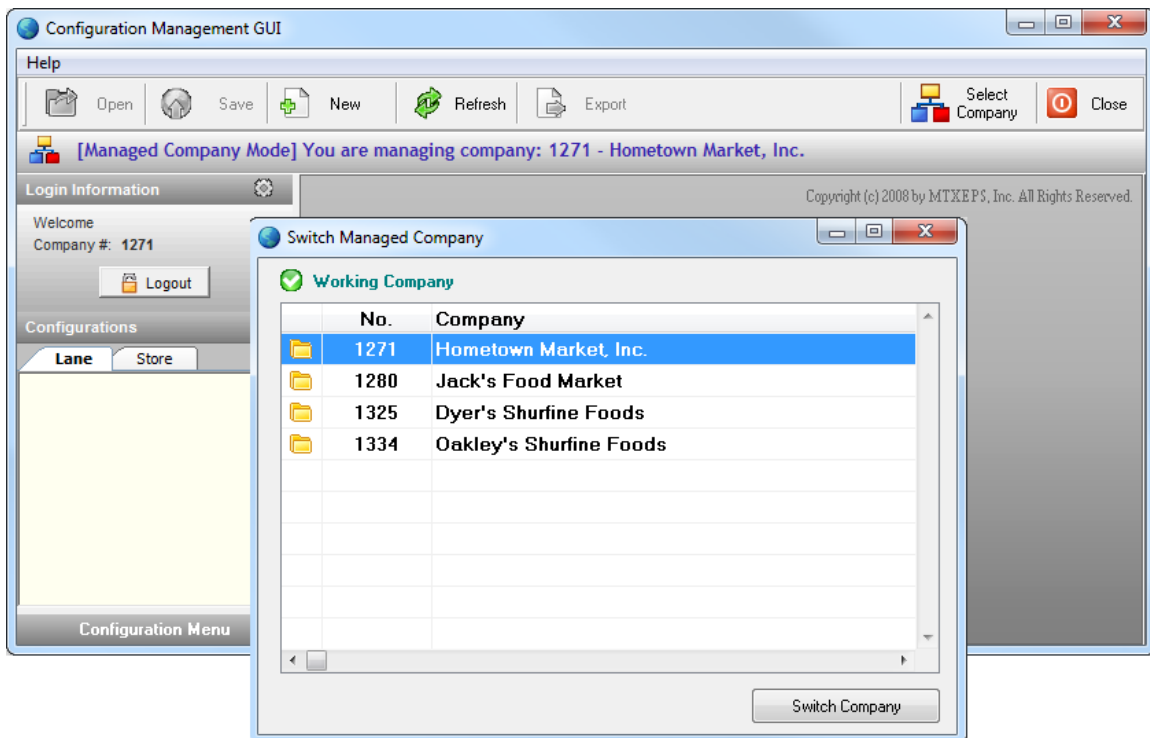 Configuration Management GUI
Help
Open Save New Refresh Export Select Company Close
[Managed Company Mode] You are managing company: 1271 - Hometown Market, Inc.
Login Information
Copyright (c) 2008 by MTXEPS, Inc. All Rights Reserved.
Welcome
Company #: 1271
Logout
Configurations
Lane Store
Configuration Menu
Switch Managed Company
Working Company
No. Company
1271 Hometown Market, Inc.
1280 Jack's Food Market
1325 Dyer's Shurfine Foods
1334 Oakley's Shurfine Foods
Switch Company